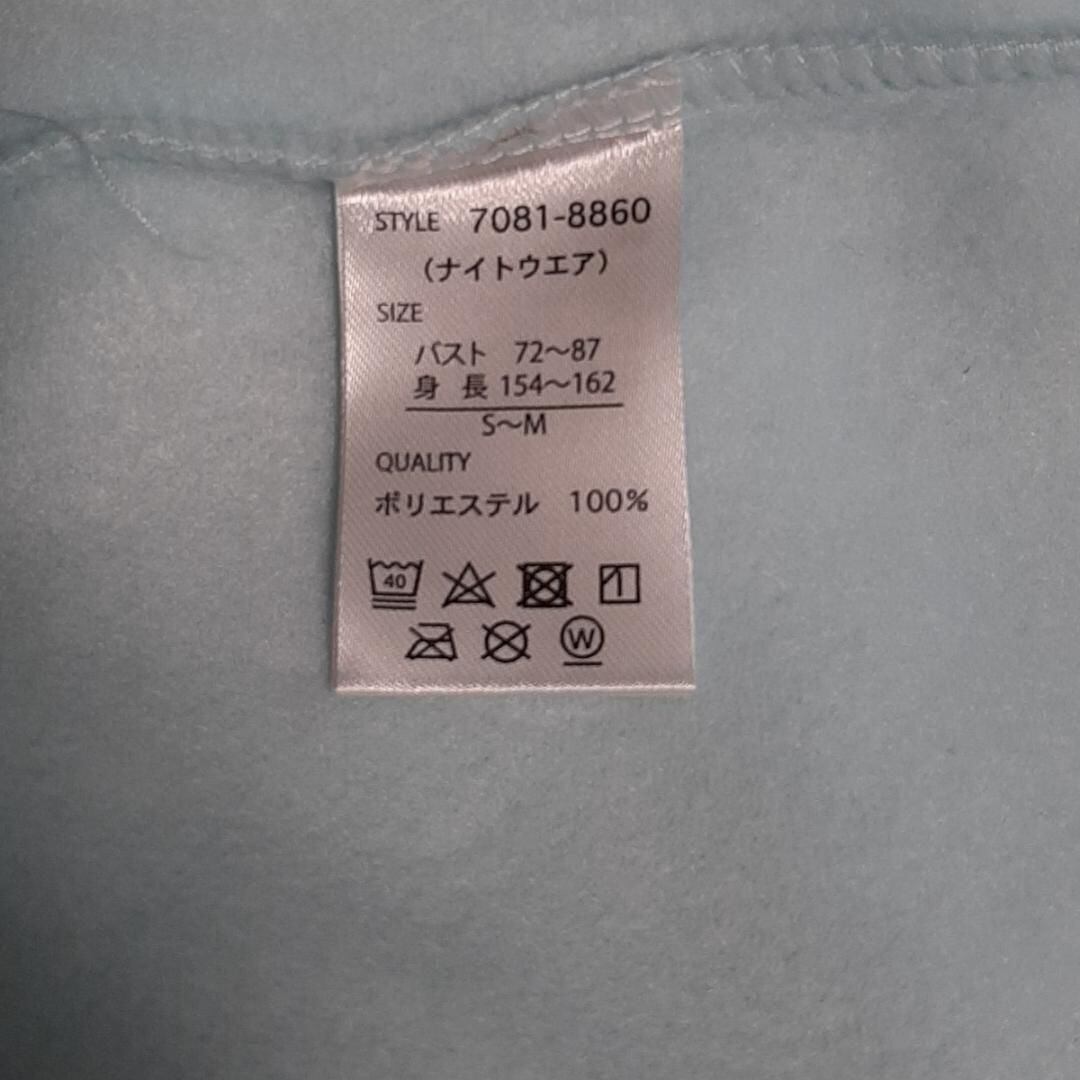 STYLE 7081-8860
(ナイトウエア)
SIZE
バスト 72〜87
身 長 154〜162
S〜M
QUALITY
ポリエステル 100%
40
W